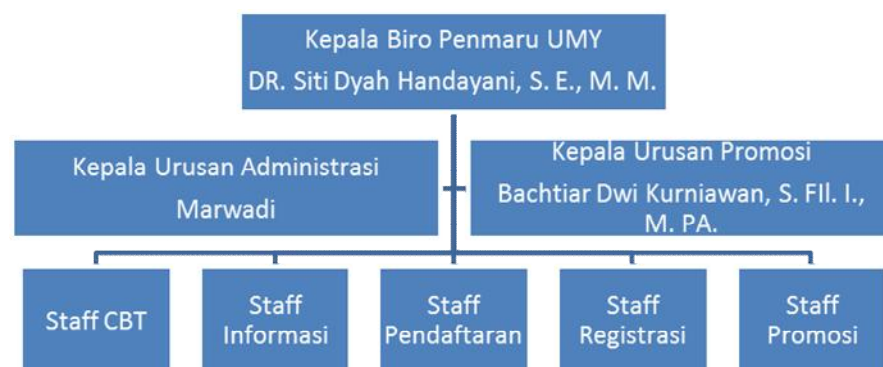 Kepala Biro Penmaru UMY
DR. Siti Dyah Handayani, S. E., M. M.
Kepala Urusan Administrasi
Marwadi
Kepala Urusan Promosi
Bachtiar Dwi Kurniawan, S. FIl. I.,
M. PA.
Staff CBT
Staff
Informasi
Staff
Pendaftaran
Staff
Registrasi
Staff
Promosi